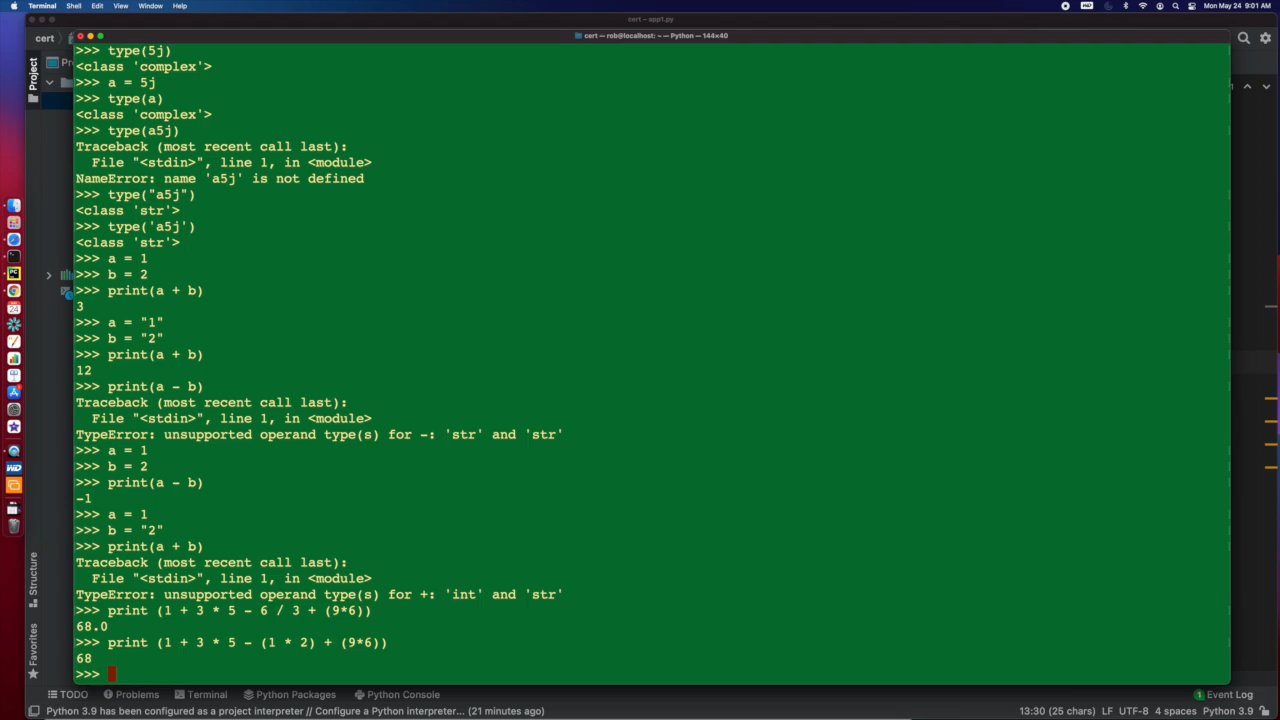 Terminal Shell Edit View Window Help
Mon May 24 9:01 AM
cert – app1.py
cert
cert — rob@localhost: ~ — Python — 144×40
Project
>>> type(5j)
<class 'complex'>
>>> a = 5j
>>> type(a)
<class 'complex'>
>>> type(a5j)
Traceback (most recent call last):
  File "<stdin>", line 1, in <module>
NameError: name 'a5j' is not defined
>>> type("a5j")
<class 'str'>
>>> type('a5j')
<class 'str'>
>>> a = 1
>>> b = 2
>>> print(a + b)
3
>>> a = "1"
>>> b = "2"
>>> print(a + b)
12
>>> print(a - b)
Traceback (most recent call last):
  File "<stdin>", line 1, in <module>
TypeError: unsupported operand type(s) for -: 'str' and 'str'
>>> a = 1
>>> b = 2
>>> print(a - b)
-1
>>> a = 1
>>> b = "2"
>>> print(a + b)
Traceback (most recent call last):
  File "<stdin>", line 1, in <module>
TypeError: unsupported operand type(s) for +: 'int' and 'str'
>>> print (1 + 3 * 5 - 6 / 3 + (9*6))
68.0
>>> print (1 + 3 * 5 - (1 * 2) + (9*6))
68
>>>
Structure
Favorites
TODO Problems Terminal Python Packages Python Console 1 Event Log
Python 3.9 has been configured as a project interpreter // Configure a Python interpreter... (21 minutes ago) 13:30 (25 chars) LF UTF-8 4 spaces Python 3.9